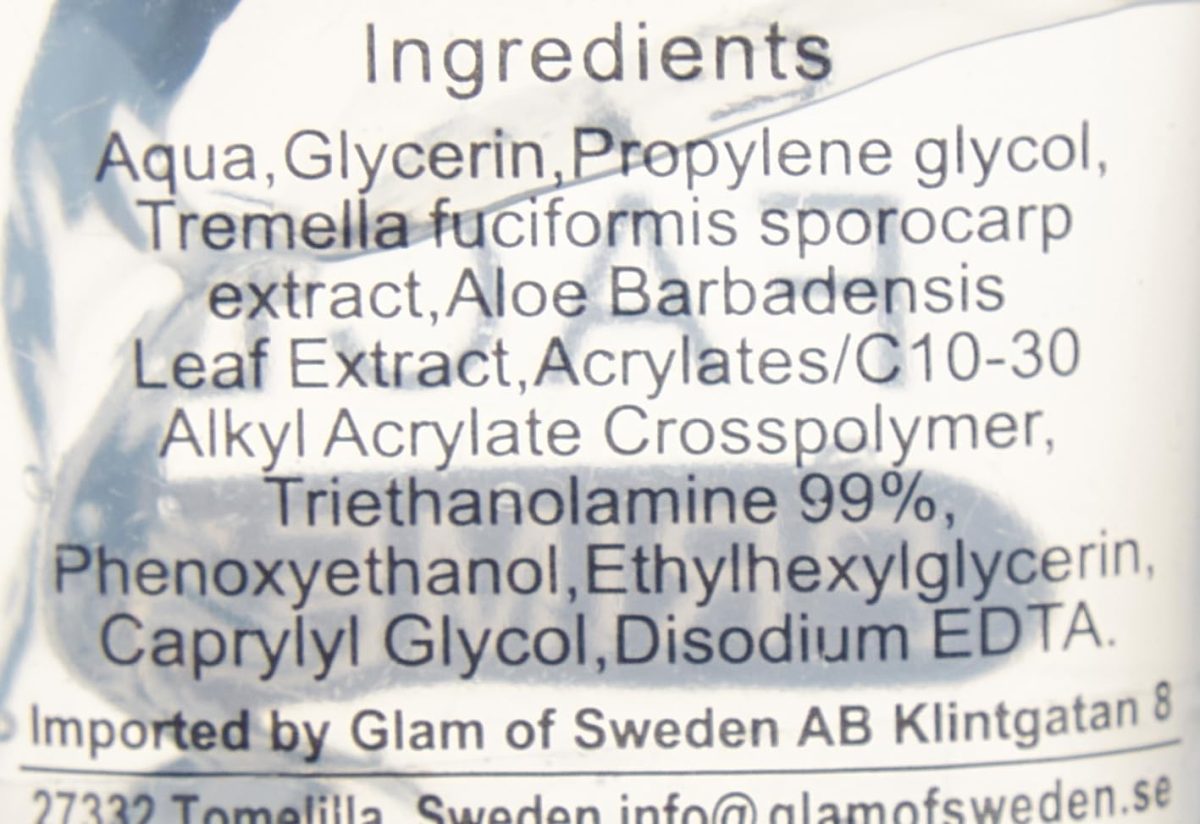 Ingredients
Aqua,Glycerin,Propylene glycol,
Tremella fuciformis sporocarp
extract,Aloe Barbadensis
Leaf Extract,Acrylates/C10-30
Alkyl Acrylate Crosspolymer,
Triethanolamine 99%,
Phenoxyethanol,Ethylhexylglycerin,
Caprylyl Glycol,Disodium EDTA.
Imported by Glam of Sweden AB Klintgatan 8
27332 Tomelilla, Sweden info@glamofsweden.se